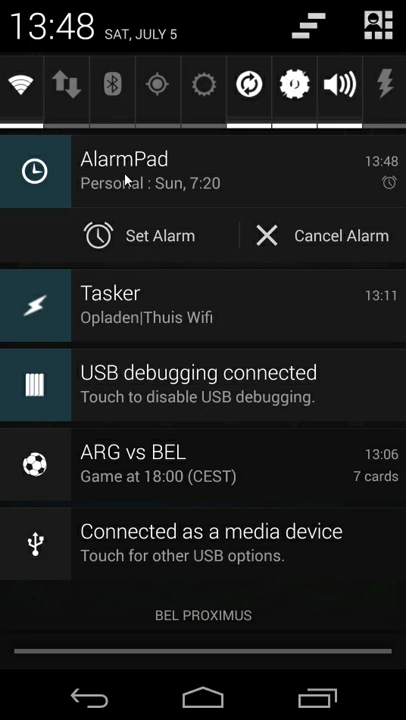 13:48 SAT, JULY 5
AlarmPad 13:48
Personal : Sun, 7:20
Set Alarm Cancel Alarm
Tasker 13:11
Opladen|Thuis Wifi
USB debugging connected
Touch to disable USB debugging.
ARG vs BEL 13:06
Game at 18:00 (CEST) 7 cards
Connected as a media device
Touch for other USB options.
BEL PROXIMUS